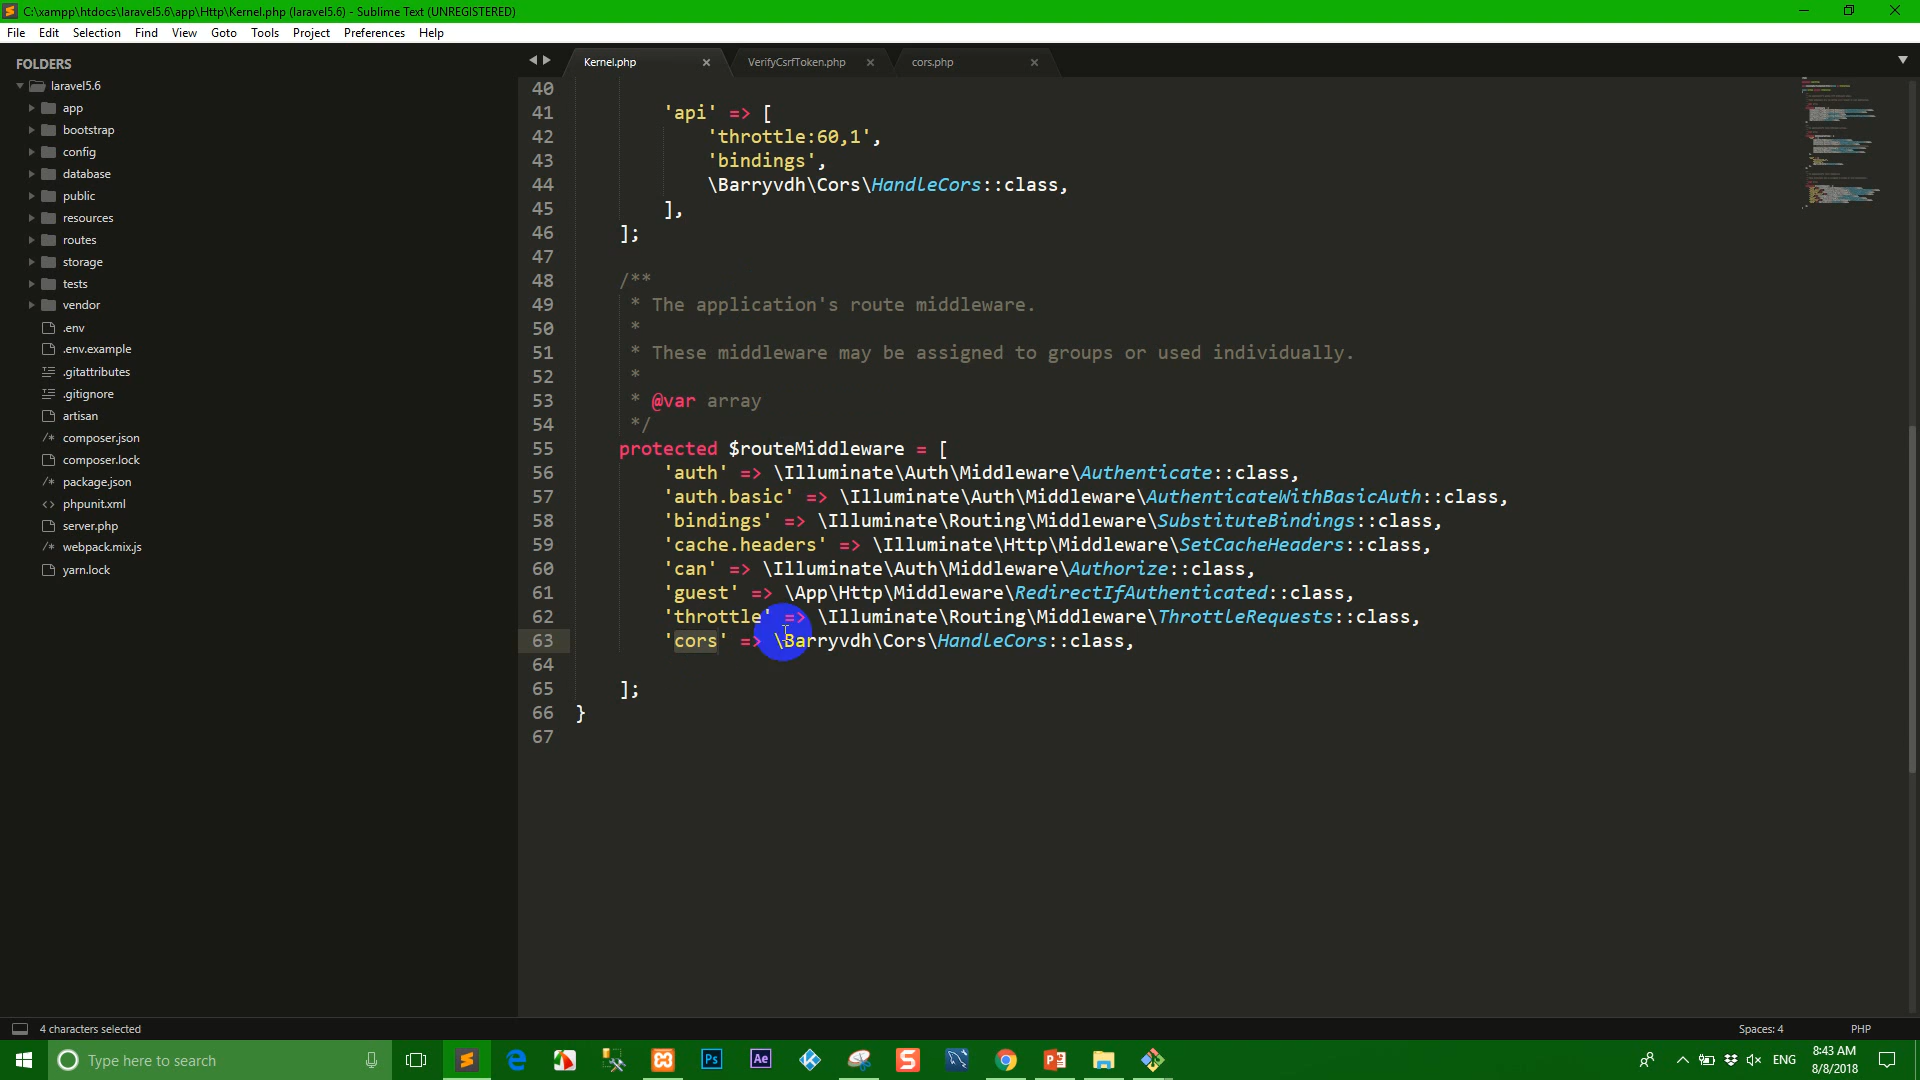 C:\xampp\htdocs\laravel5.6\app\Http\Kernel.php (laravel5.6) - Sublime Text (UNREGISTERED)
File Edit Selection Find View Goto Tools Project Preferences Help
FOLDERS
laravel5.6
app
bootstrap
config
database
public
resources
routes
storage
tests
vendor
.env
.env.example
.gitattributes
.gitignore
artisan
/* composer.json
composer.lock
/* package.json
<> phpunit.xml
server.php
/* webpack.mix.js
yarn.lock
Kernel.php × VerifyCsrfToken.php × cors.php ×
40
41 'api' => [
42 'throttle:60,1',
43 'bindings',
44 \Barryvdh\Cors\HandleCors::class,
45 ],
46 ];
47
48 /**
49 * The application's route middleware.
50 *
51 * These middleware may be assigned to groups or used individually.
52 *
53 * @var array
54 */
55 protected $routeMiddleware = [
56 'auth' => \Illuminate\Auth\Middleware\Authenticate::class,
57 'auth.basic' => \Illuminate\Auth\Middleware\AuthenticateWithBasicAuth::class,
58 'bindings' => \Illuminate\Routing\Middleware\SubstituteBindings::class,
59 'cache.headers' => \Illuminate\Http\Middleware\SetCacheHeaders::class,
60 'can' => \Illuminate\Auth\Middleware\Authorize::class,
61 'guest' => \App\Http\Middleware\RedirectIfAuthenticated::class,
62 'throttle' => \Illuminate\Routing\Middleware\ThrottleRequests::class,
63 'cors' => \Barryvdh\Cors\HandleCors::class,
64
65 ];
66 }
67
4 characters selected
Spaces: 4 PHP
Type here to search
Ps
Ae
S
ENG
8:43 AM
8/8/2018